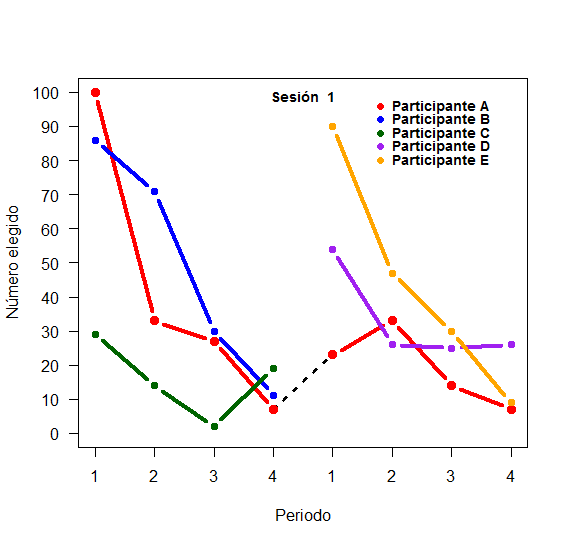 Sesión 1
Participante A
Participante B
Participante C
Participante D
Participante E
Número elegido
100
90
80
70
60
50
40
30
20
10
0
1 2 3 4 1 2 3 4
Periodo